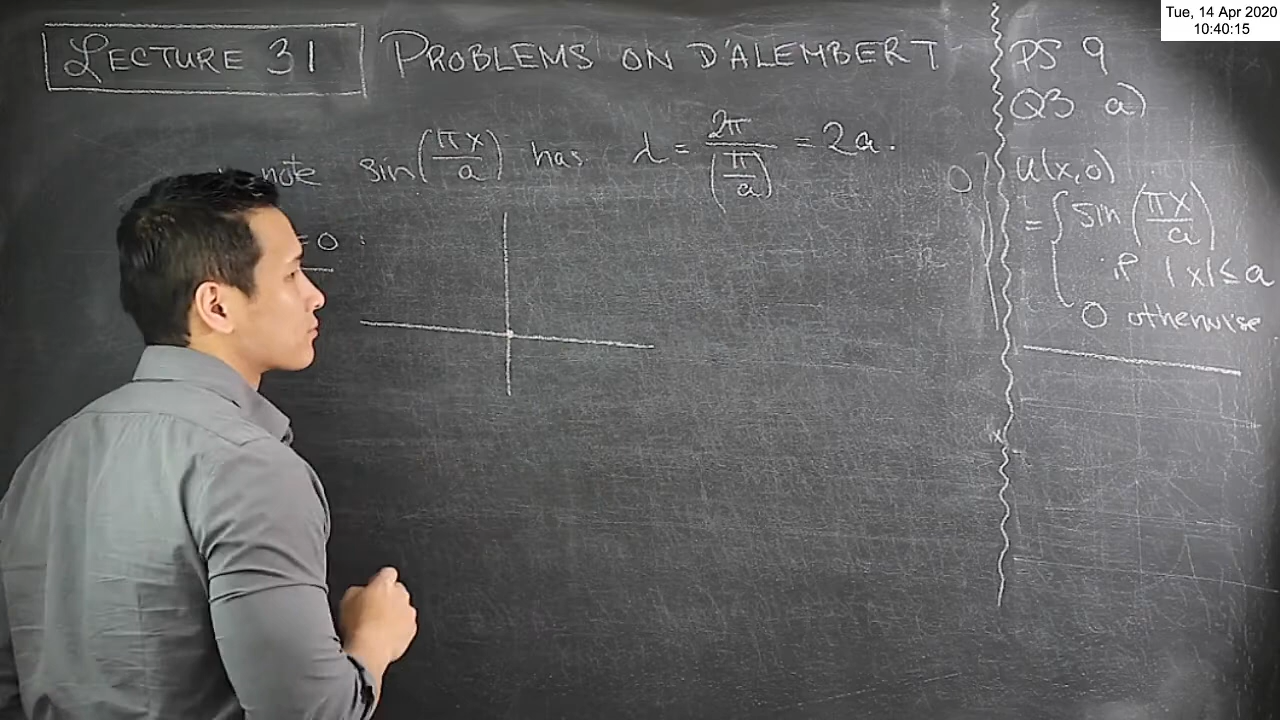 Tue, 14 Apr 2020
10:40:15
LECTURE 31 PROBLEMS ON D'ALEMBERT
note sin(πx/a) has λ = 2π/(π/a) = 2a.
=0 :
PS 9
Q3 a)
u(x,0)
= { sin(πx/a)
if |x| ≤ a
0 otherwise